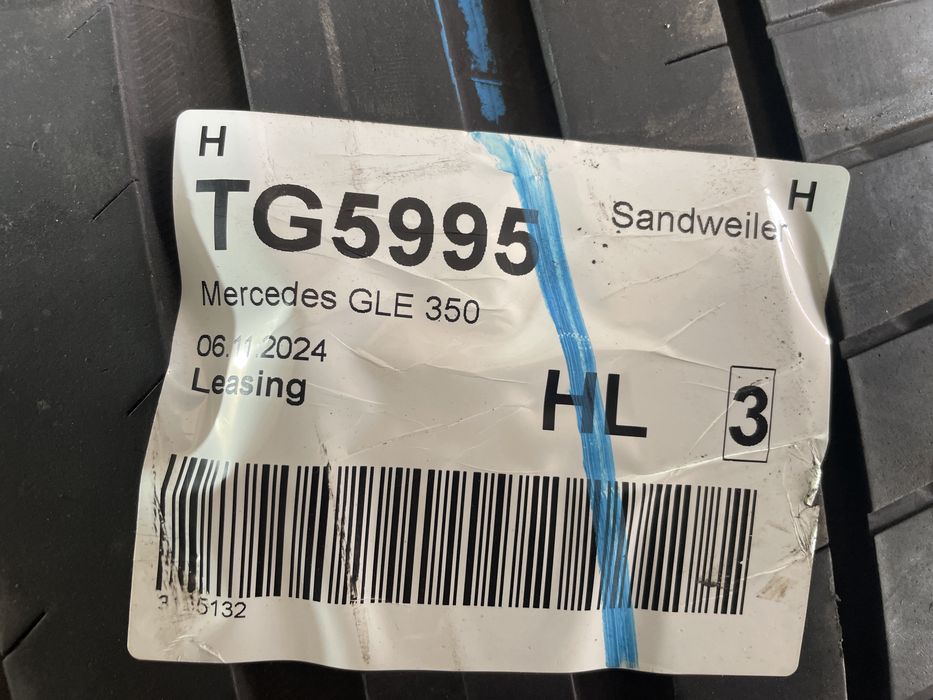 H
H
TG5995
Sandweiler
Mercedes GLE 350
06.11.2024
Leasing
HL
3